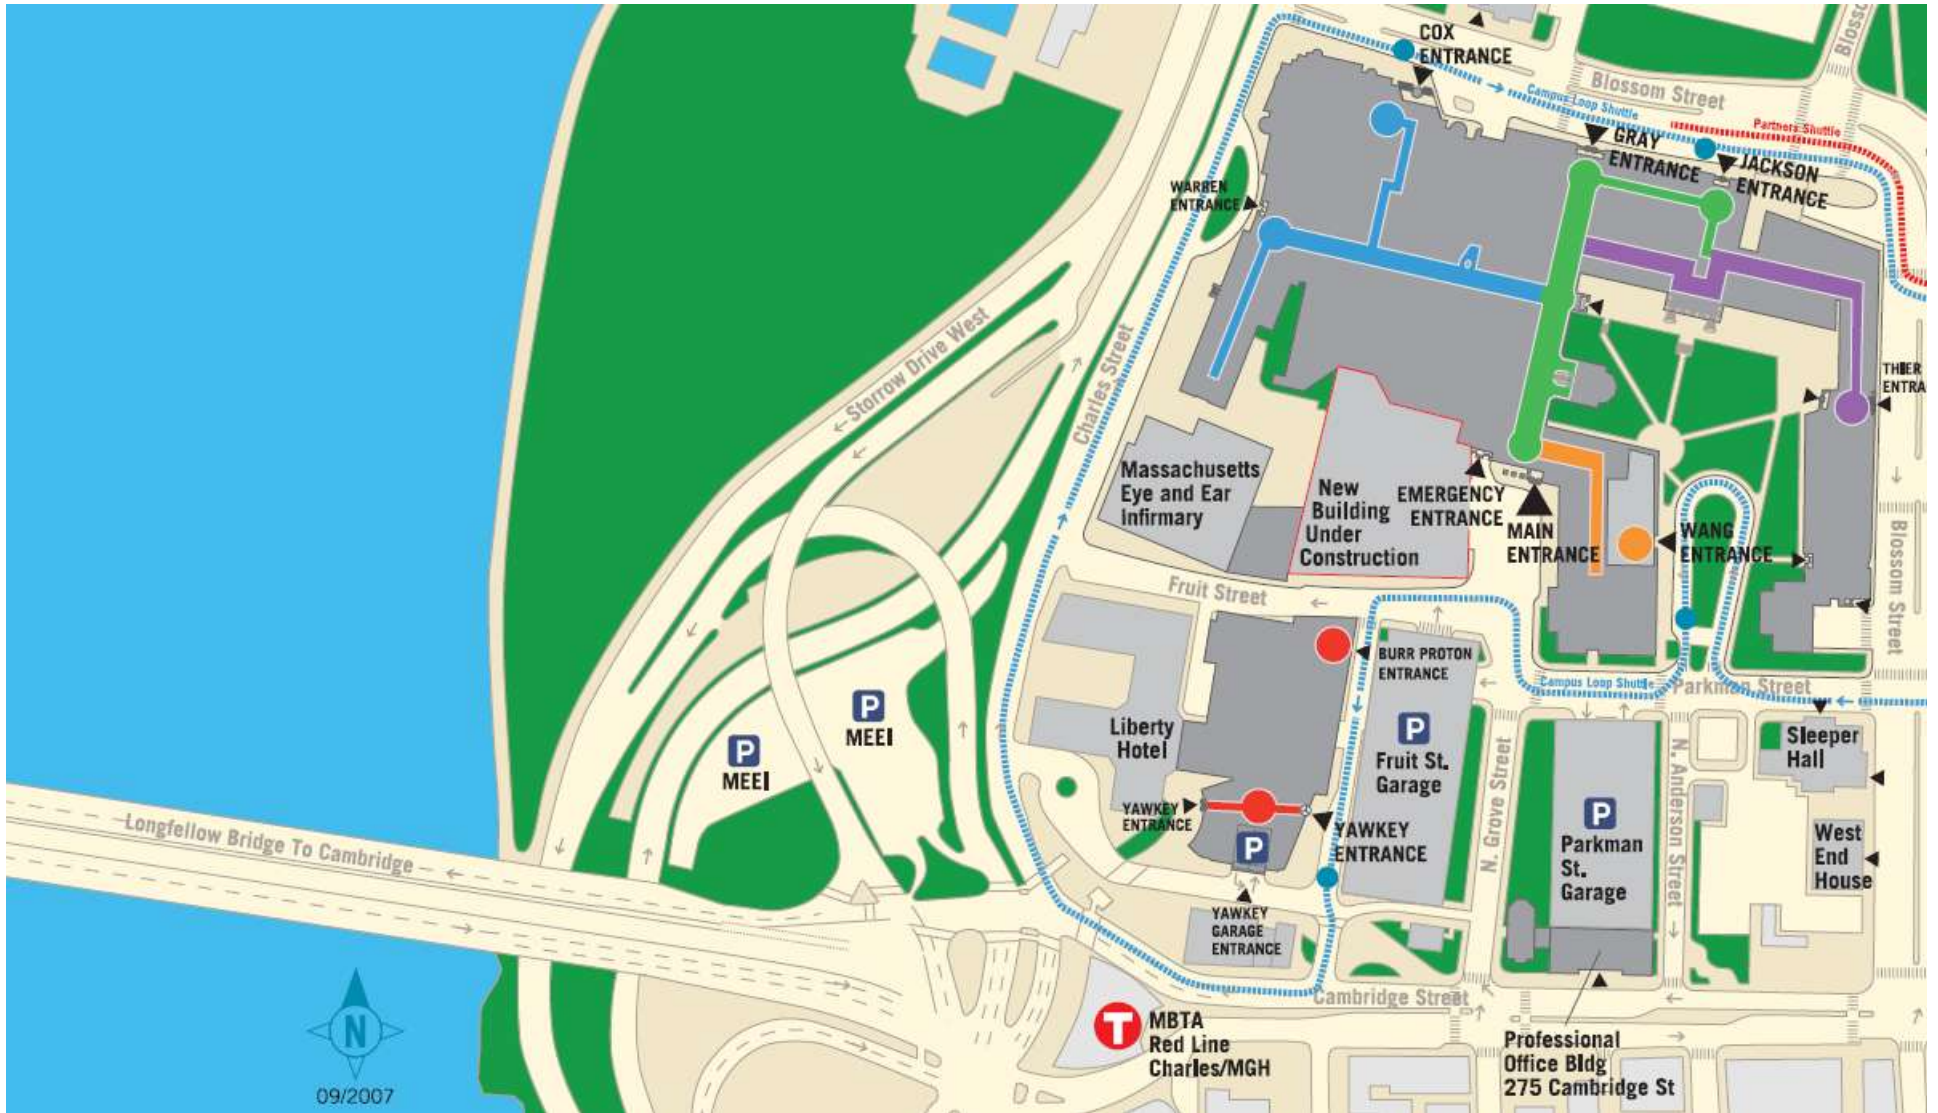 COX
ENTRANCE
Blossom Street
Campus Loop Shuttle
Partners Shuttle
GRAY
ENTRANCE
JACKSON
ENTRANCE
WARREN
ENTRANCE
Storrow Drive West
Charles Street
THIER
ENTRA
Massachusetts
Eye and Ear
Infirmary
New
Building
Under
Construction
EMERGENCY
ENTRANCE
MAIN
ENTRANCE
WANG
ENTRANCE
Blossom Street
Fruit Street
BURR PROTON
ENTRANCE
Campus Loop Shuttle
Parkman Street
P
MEEI
P
MEEI
Liberty
Hotel
P
Fruit St.
Garage
N. Grove Street
P
Parkman
St.
Garage
N. Anderson Street
Sleeper
Hall
West
End
House
YAWKEY
ENTRANCE
YAWKEY
ENTRANCE
P
YAWKEY
GARAGE
ENTRANCE
Longfellow Bridge To Cambridge
Cambridge Street
T
MBTA
Red Line
Charles/MGH
Professional
Office Bldg
275 Cambridge St
N
09/2007